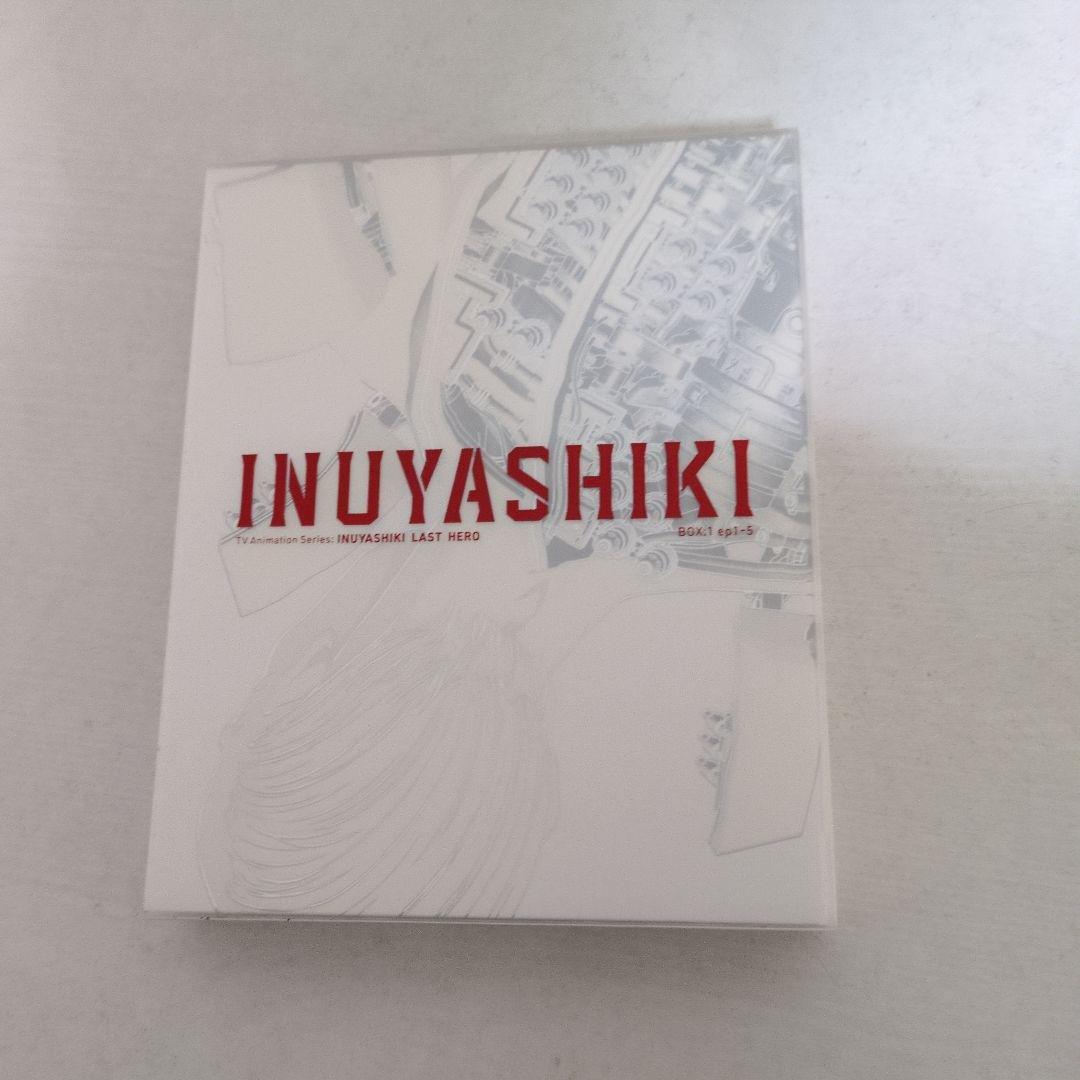 INUYASHIKI
TV Animation Series: INUYASHIKI LAST HERO
BOX:1 ep1-5